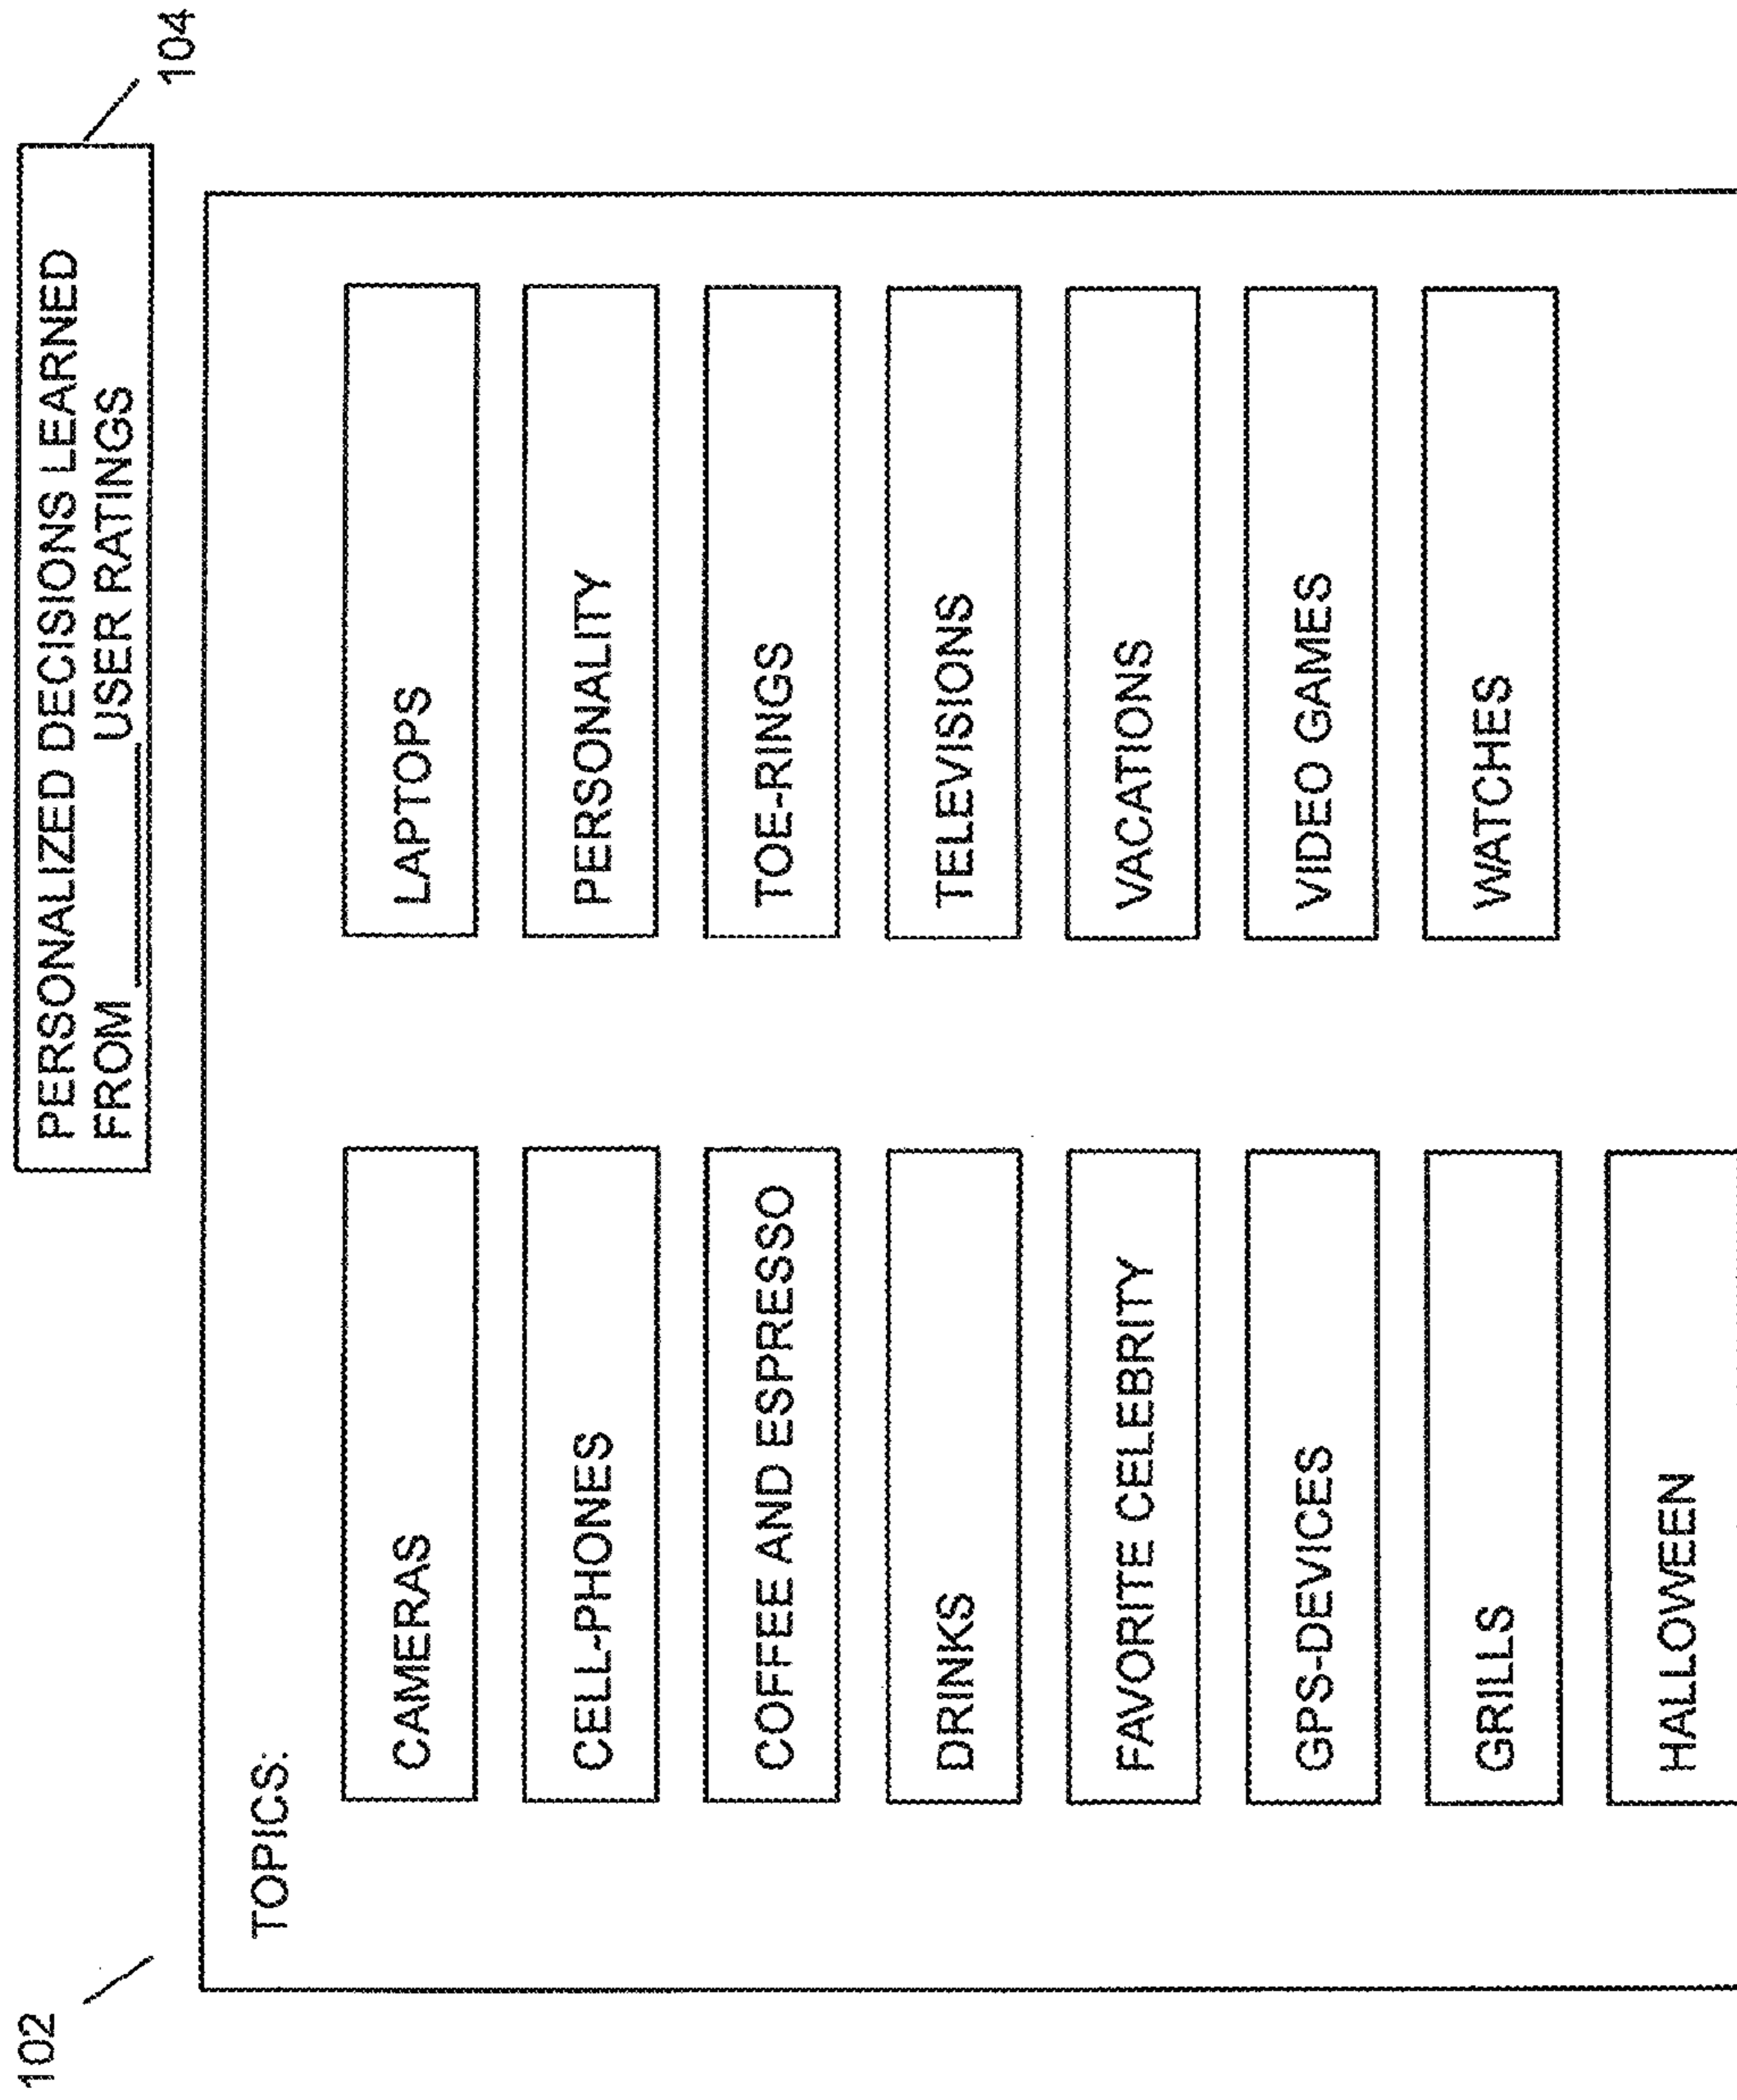 102
PERSONALIZED DECISIONS LEARNED
FROM ________ USER RATINGS
104
TOPICS:
CAMERAS
LAPTOPS
CELL-PHONES
PERSONALITY
COFFEE AND ESPRESSO
TOE-RINGS
DRINKS
TELEVISIONS
FAVORITE CELEBRITY
VACATIONS
GPS-DEVICES
VIDEO GAMES
GRILLS
WATCHES
HALLOWEEN